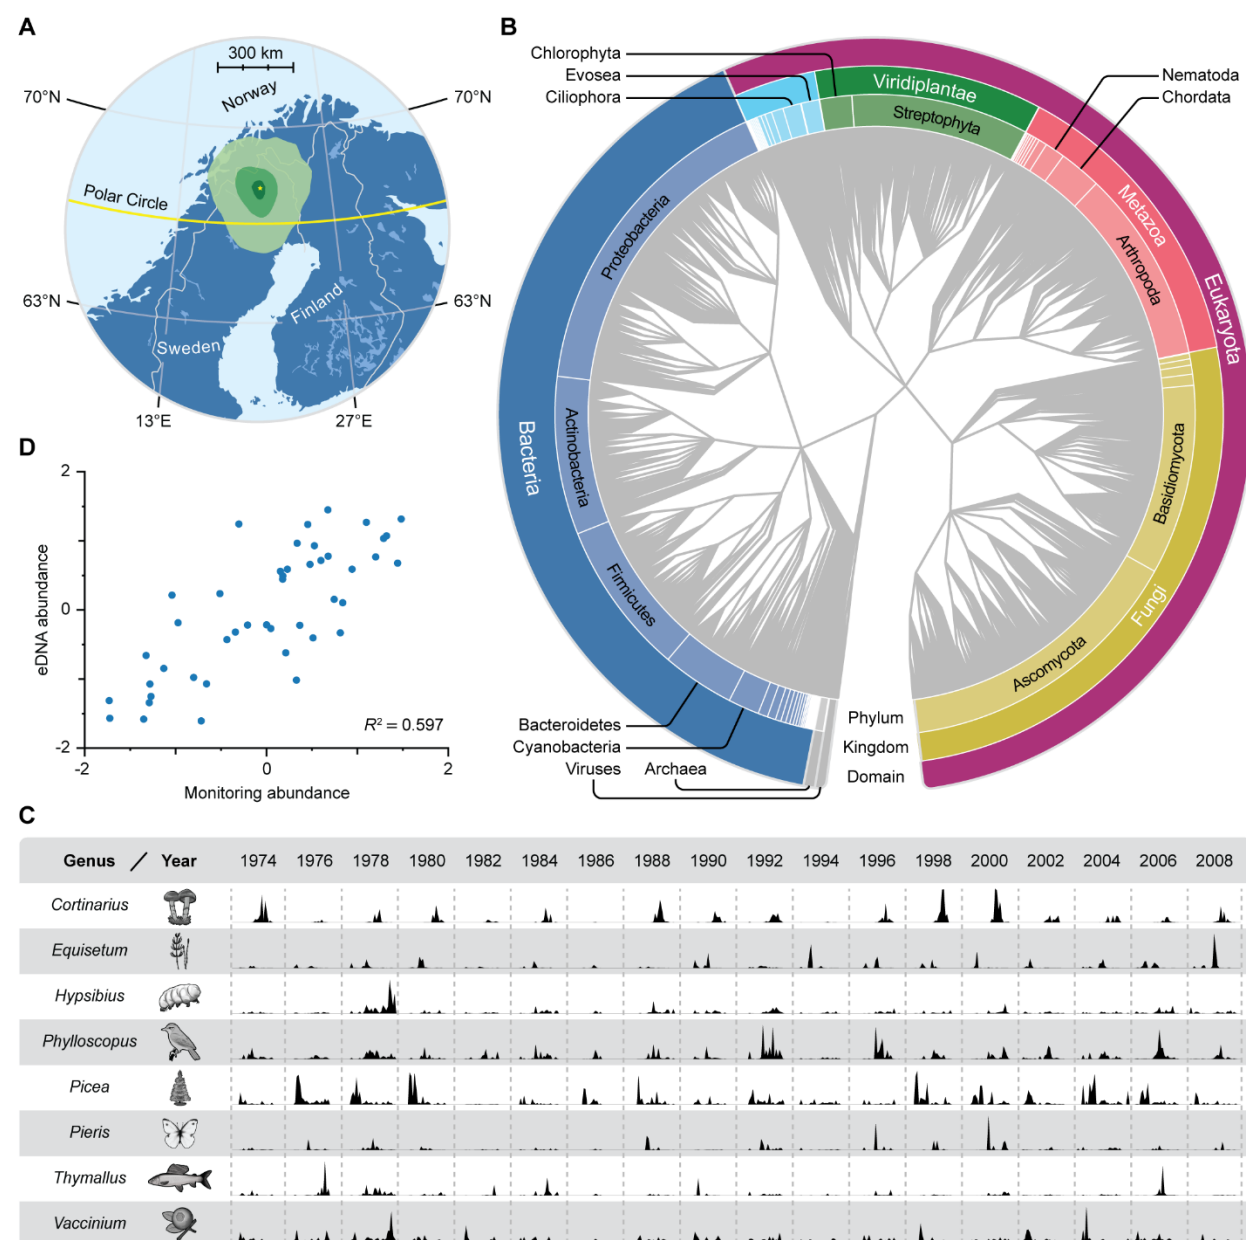 A
300 km
Norway
70°N
70°N
Polar Circle
63°N
63°N
Finland
Sweden
13°E
27°E
B
Chlorophyta
Evosea
Ciliophora
Viridiplantae
Streptophyta
Nematoda
Chordata
Metazoa
Arthropoda
Eukaryota
Proteobacteria
Actinobacteria
Bacteria
Firmicutes
Basidiomycota
Fungi
Ascomycota
Bacteroidetes
Cyanobacteria
Viruses
Archaea
Phylum
Kingdom
Domain
D
2
0
-2
eDNA abundance
R² = 0.597
-2
0
2
Monitoring abundance
C
Genus / Year 1974 1976 1978 1980 1982 1984 1986 1988 1990 1992 1994 1996 1998 2000 2002 2004 2006 2008
Cortinarius
Equisetum
Hypsibius
Phylloscopus
Picea
Pieris
Thymallus
Vaccinium